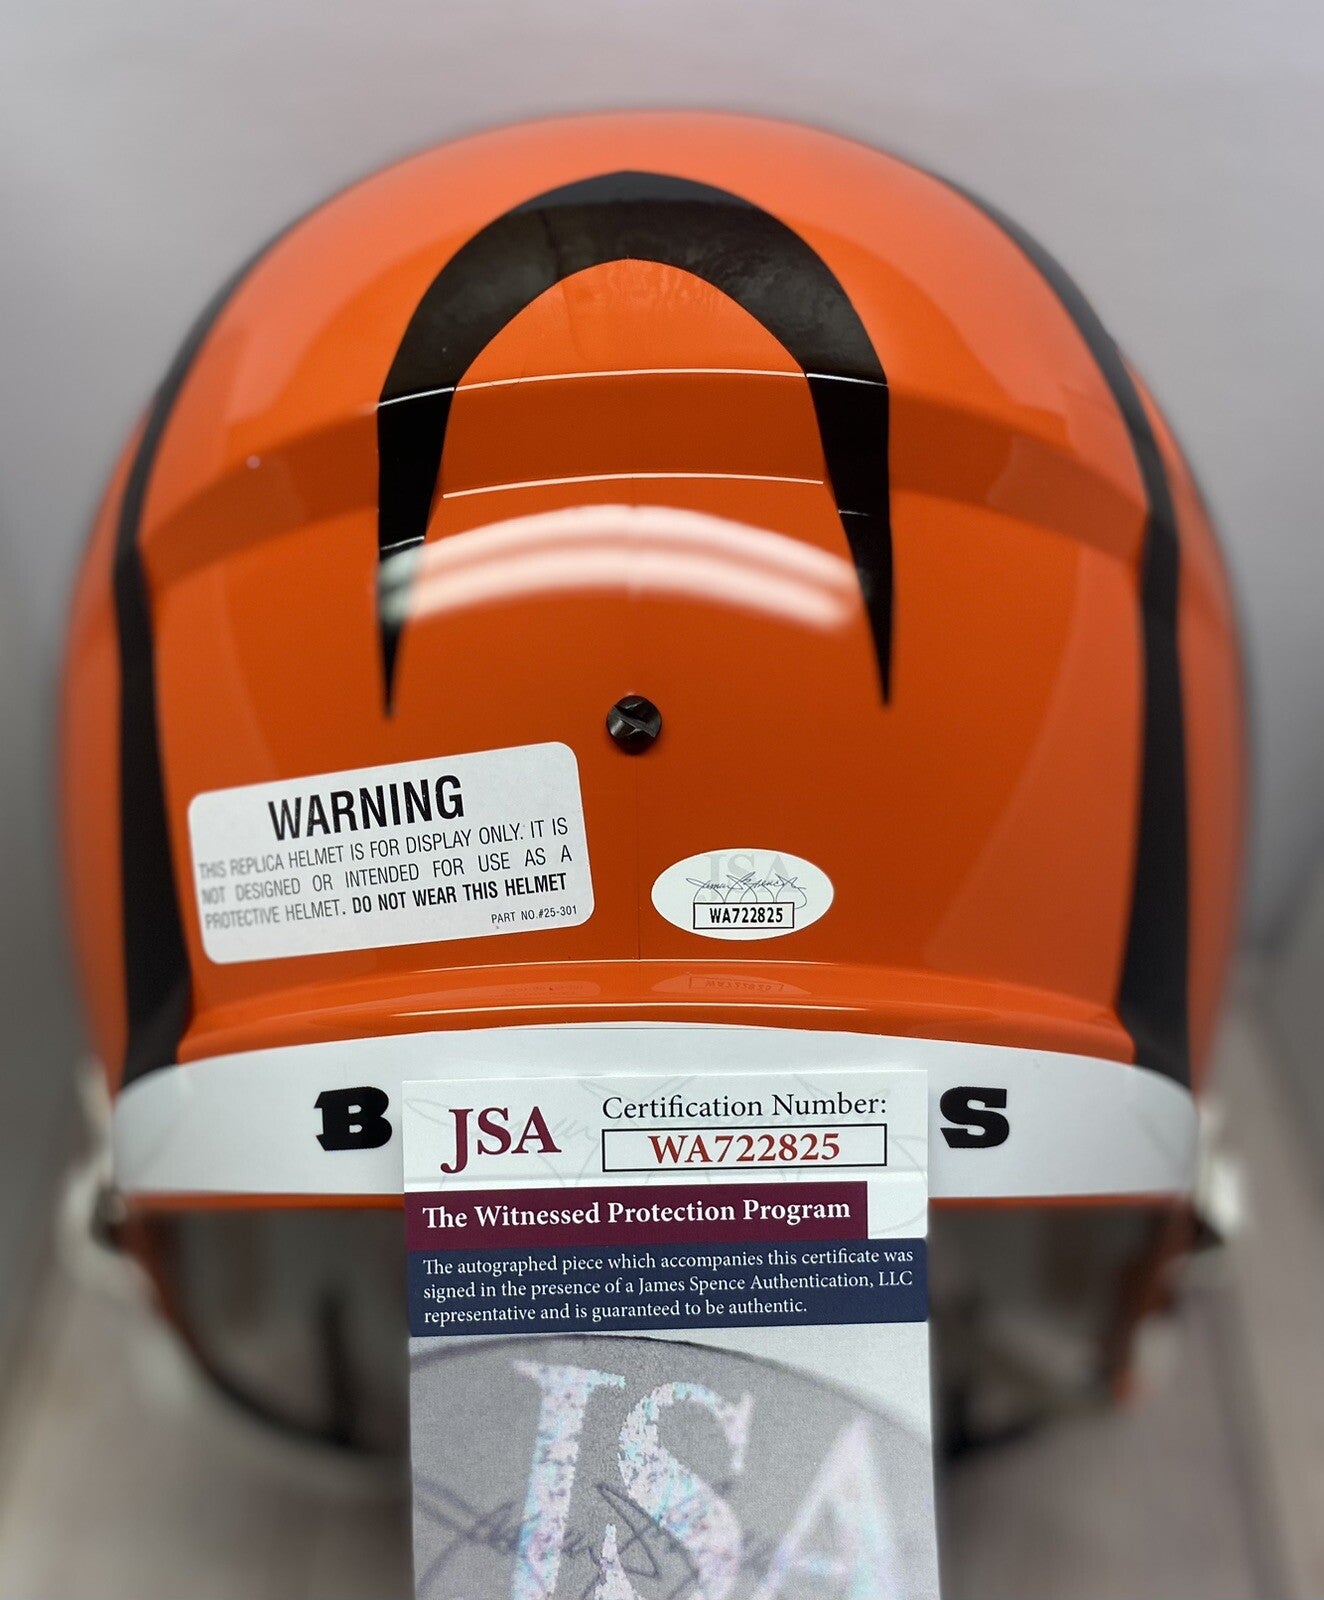 WARNING
THIS REPLICA HELMET IS FOR DISPLAY ONLY. IT IS
NOT DESIGNED OR INTENDED FOR USE AS A
PROTECTIVE HELMET. DO NOT WEAR THIS HELMET
PART NO.#25-301
JSA
WA722825
B S
JSA
Certification Number:
WA722825
The Witnessed Protection Program
The autographed piece which accompanies this certificate was
signed in the presence of a James Spence Authentication, LLC
representative and is guaranteed to be authentic.
JSA